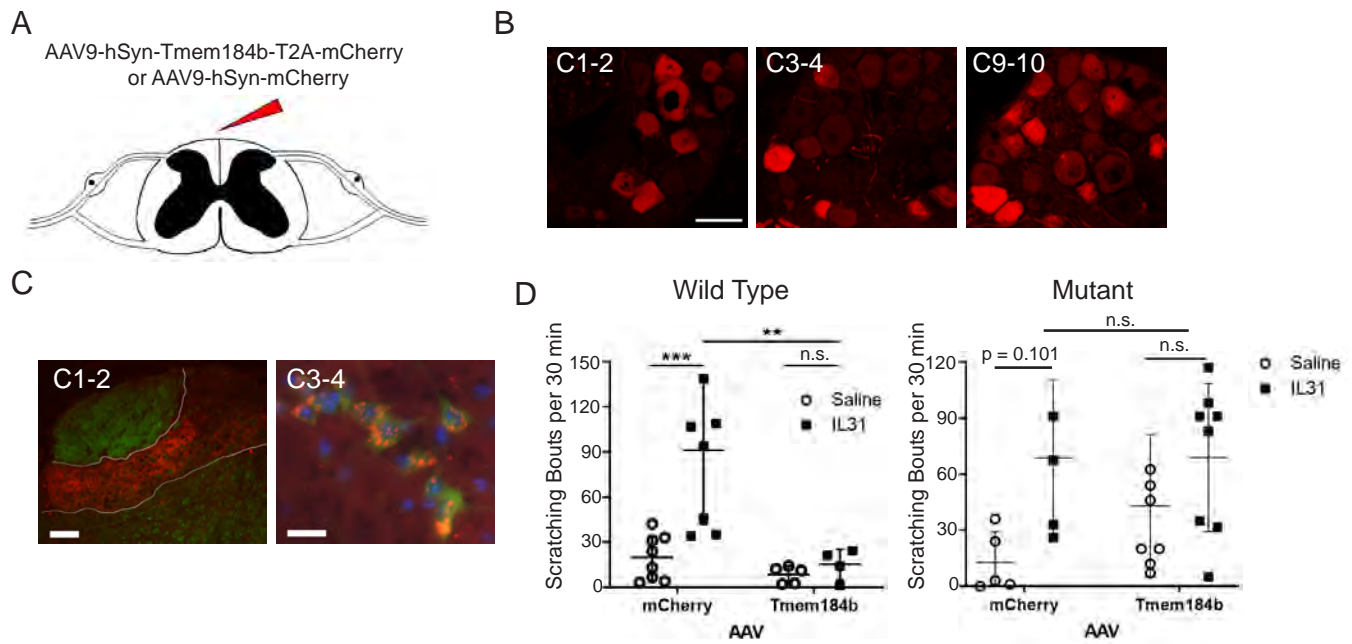 A
AAV9-hSyn-Tmem184b-T2A-mCherry
or AAV9-hSyn-mCherry
B
C1-2
C3-4
C9-10
C
C1-2
C3-4
D
Wild Type
Scratching Bouts per 30 min
150
120
90
60
30
0
***
**
n.s.
Saline
IL31
mCherry
Tmem184b
AAV
Mutant
Scratching Bouts per 30 min
120
90
60
30
0
p = 0.101
n.s.
n.s.
Saline
IL31
mCherry
Tmem184b
AAV